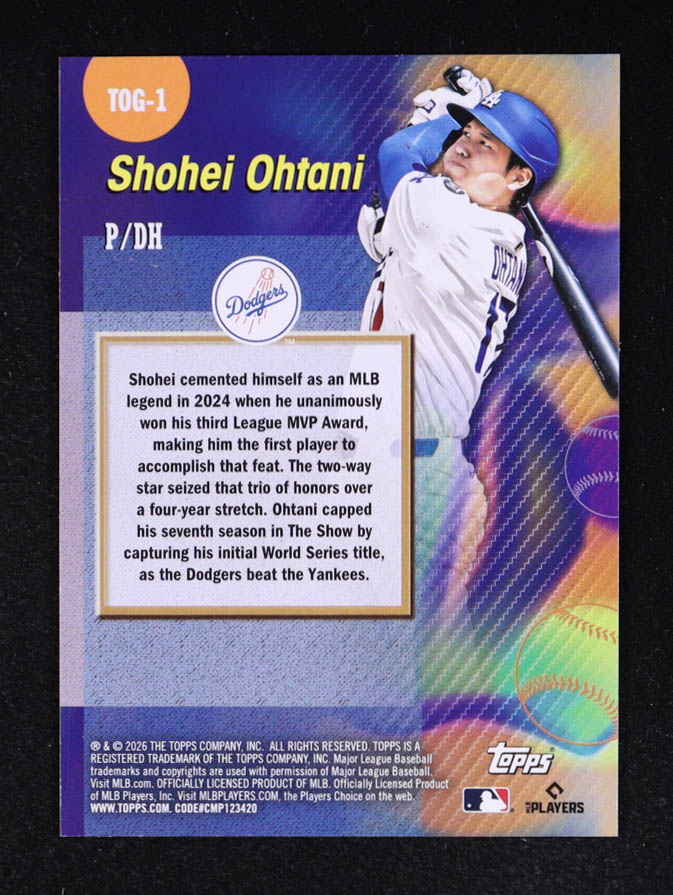 TOG-1
Shohei Ohtani
P/DH
Dodgers
TM
OHTANI
17
Shohei cemented himself as an MLB
legend in 2024 when he unanimously
won his third League MVP Award,
making him the first player to
accomplish that feat. The two-way
star seized that trio of honors over
a four-year stretch. Ohtani capped
his seventh season in The Show by
capturing his initial World Series title,
as the Dodgers beat the Yankees.
® & © 2026 THE TOPPS COMPANY, INC. ALL RIGHTS RESERVED. TOPPS IS A
REGISTERED TRADEMARK OF THE TOPPS COMPANY, INC. Major League Baseball
trademarks and copyrights are used with permission of Major League Baseball.
Visit MLB.com. OFFICIALLY LICENSED PRODUCT OF MLB. Officially Licensed Product
of MLB Players, Inc. Visit MLBPLAYERS.COM, the Players Choice on the web.
WWW.TOPPS.COM. CODE#CMP123420
topps®
PLAYERS